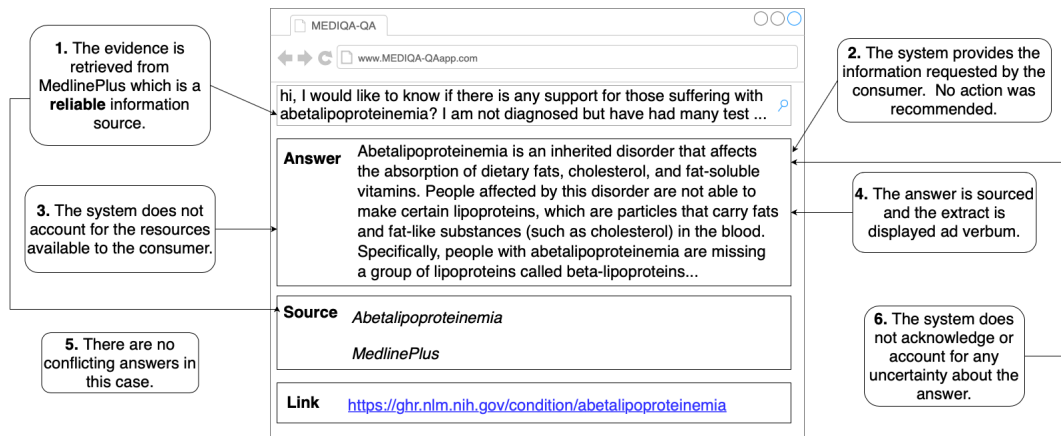 MEDIQA-QA
www.MEDIQA-QAapp.com
1. The evidence is
retrieved from
MedlinePlus which is a
reliable information
source.
hi, I would like to know if there is any support for those suffering with
abetalipoproteinemia? I am not diagnosed but have had many test ...
2. The system provides the
information requested by the
consumer. No action was
recommended.
Answer
Abetalipoproteinemia is an inherited disorder that affects
the absorption of dietary fats, cholesterol, and fat-soluble
vitamins. People affected by this disorder are not able to
make certain lipoproteins, which are particles that carry fats
and fat-like substances (such as cholesterol) in the blood.
Specifically, people with abetalipoproteinemia are missing
a group of lipoproteins called beta-lipoproteins...
3. The system does not
account for the resources
available to the consumer.
4. The answer is sourced
and the extract is
displayed ad verbum.
Source
Abetalipoproteinemia
MedlinePlus
5. There are no
conflicting answers in
this case.
6. The system does
not acknowledge or
account for any
uncertainty about the
answer.
Link
https://ghr.nlm.nih.gov/condition/abetalipoproteinemia